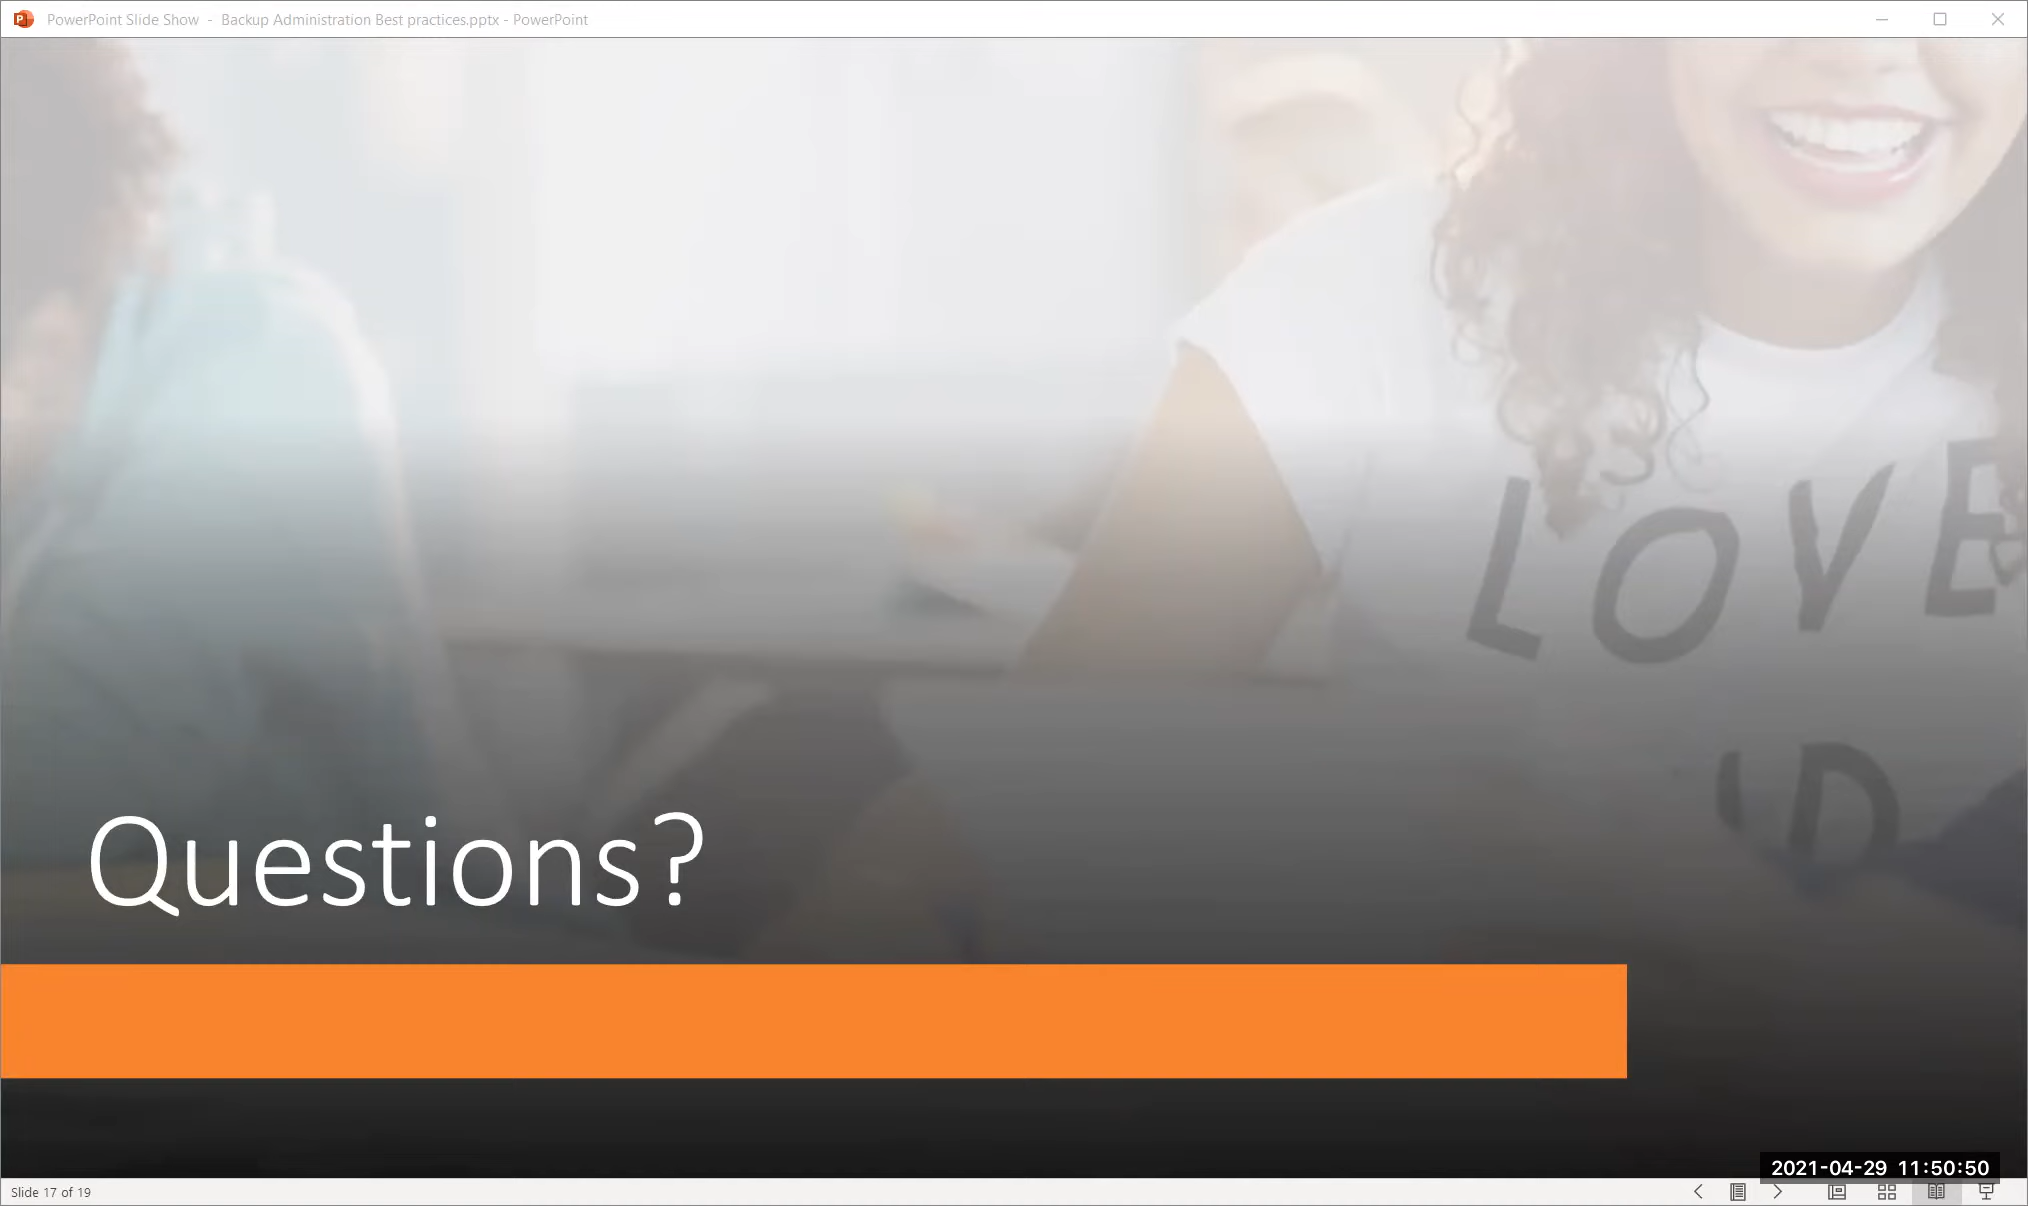 PowerPoint Slide Show - Backup Administration Best practices.pptx - PowerPoint
LOVE
Questions?
2021-04-29 11:50:50
Slide 17 of 19